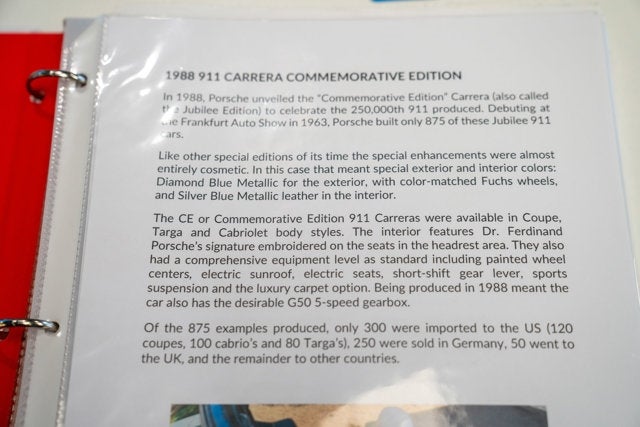 1988 911 CARRERA COMMEMORATIVE EDITION
In 1988, Porsche unveiled the "Commemorative Edition" Carrera (also called
the Jubilee Edition) to celebrate the 250,000th 911 produced. Debuting at
the Frankfurt Auto Show in 1963, Porsche built only 875 of these Jubilee 911
cars.
Like other special editions of its time the special enhancements were almost
entirely cosmetic. In this case that meant special exterior and interior colors:
Diamond Blue Metallic for the exterior, with color-matched Fuchs wheels,
and Silver Blue Metallic leather in the interior.
The CE or Commemorative Edition 911 Carreras were available in Coupe,
Targa and Cabriolet body styles. The interior features Dr. Ferdinand
Porsche's signature embroidered on the seats in the headrest area. They also
had a comprehensive equipment level as standard including painted wheel
centers, electric sunroof, electric seats, short-shift gear lever, sports
suspension and the luxury carpet option. Being produced in 1988 meant the
car also has the desirable G50 5-speed gearbox.
Of the 875 examples produced, only 300 were imported to the US (120
coupes, 100 cabrio's and 80 Targa's), 250 were sold in Germany, 50 went to
the UK, and the remainder to other countries.